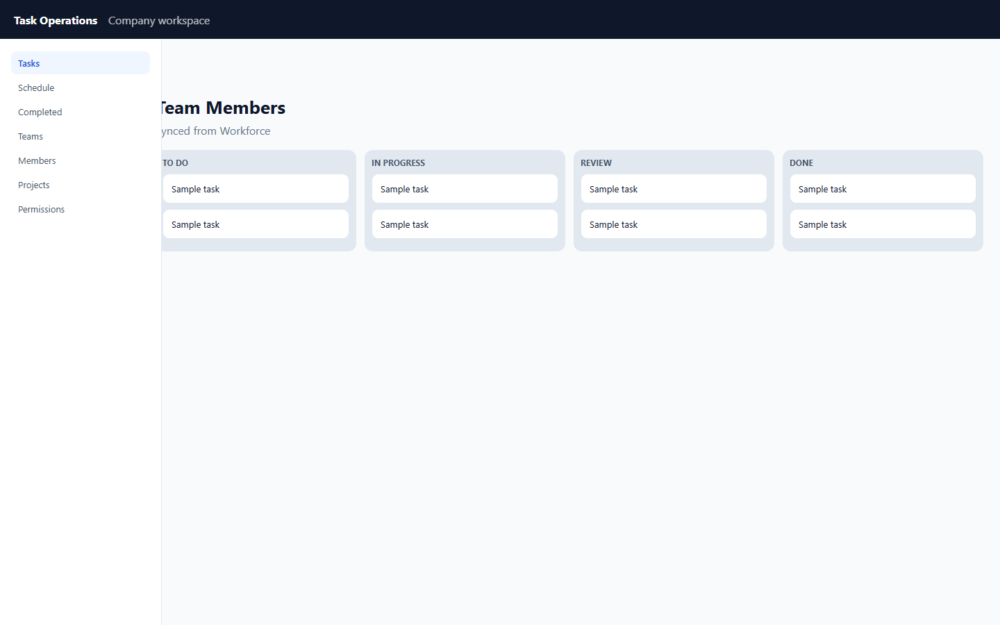 Task Operations Company workspace
Tasks
Schedule
Completed
Teams
Members
Projects
Permissions
Team Members
ynced from Workforce
TO DO
Sample task
Sample task
IN PROGRESS
Sample task
Sample task
REVIEW
Sample task
Sample task
DONE
Sample task
Sample task